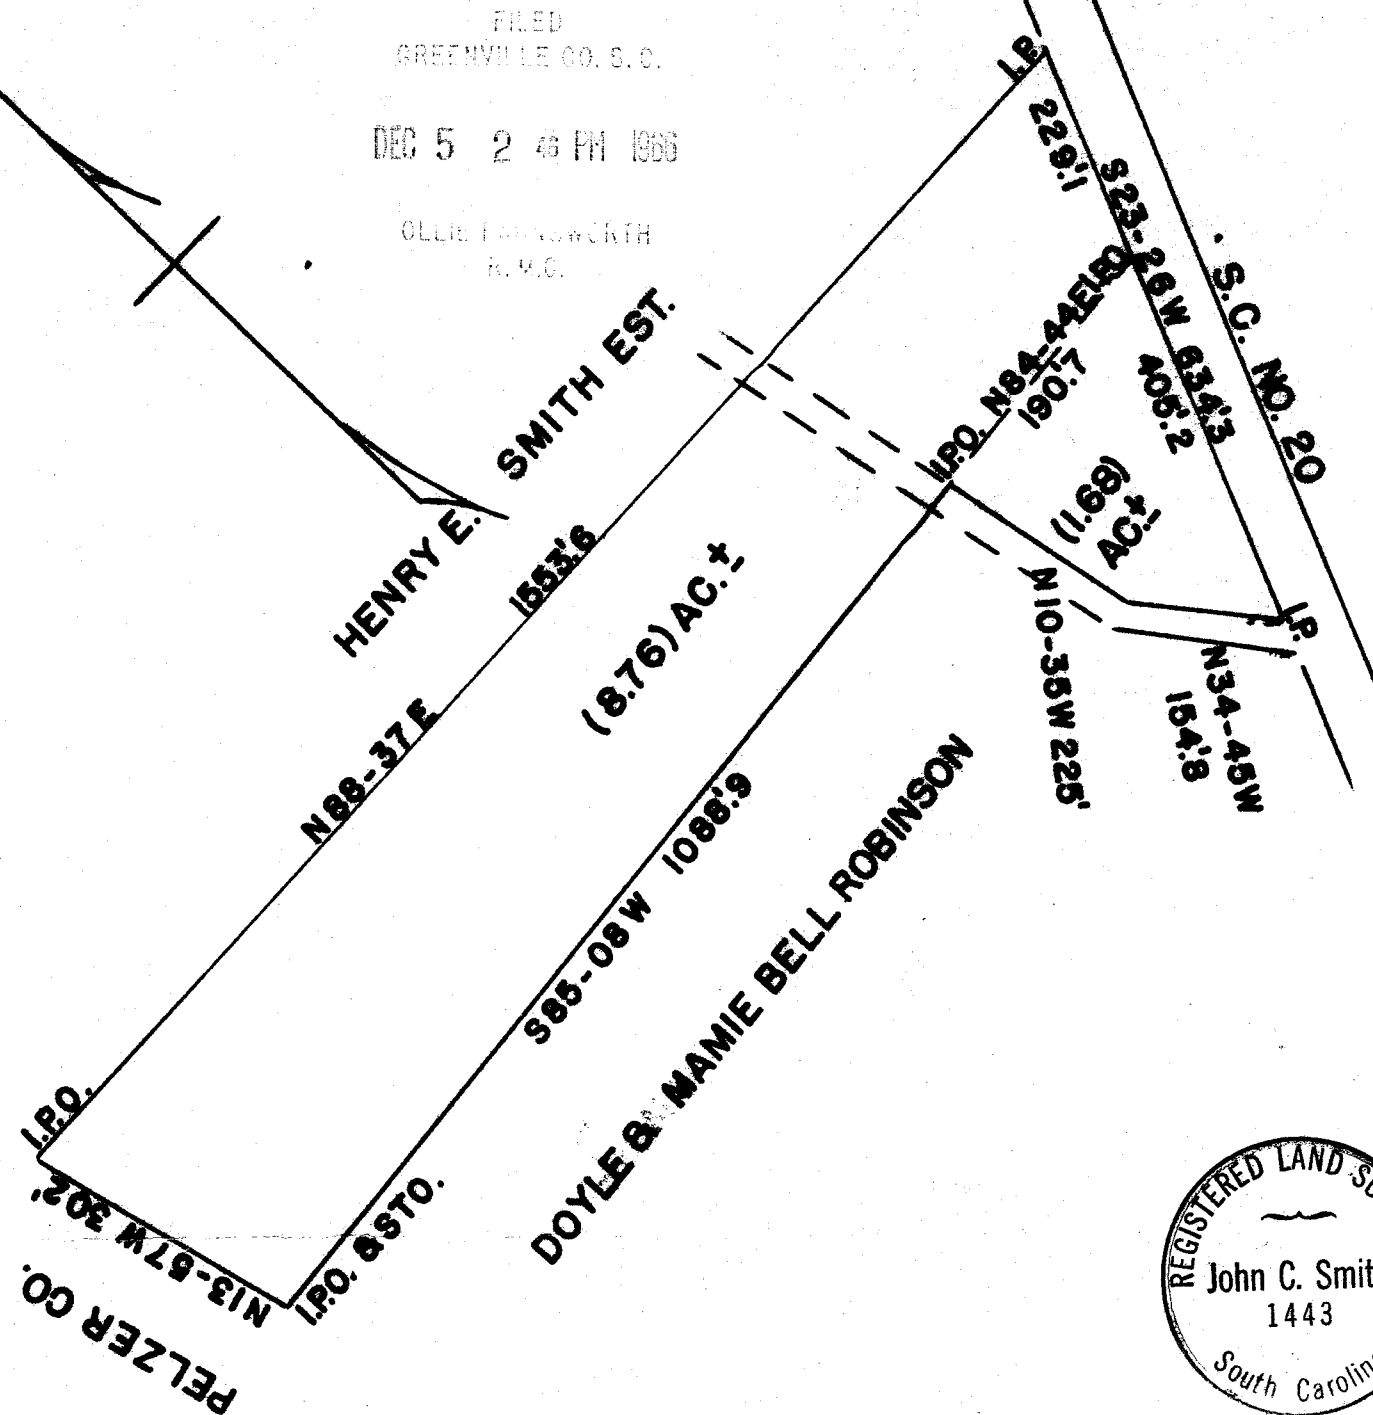 FILED
GREENVILLE CO. S. C.
DEC 5 2 46 PM 1966
R. M. C.
I.P.
229.'1
S23-26W 634.'3
405.'2
S. C. NO. 20
I.P.O.
N84-44E
190.'7
I.P.O.
(1.68)
AC.±
I.P.
N34-45W
154.'8
N10-35W 225'
HENRY E. SMITH EST.
1553.'6
N88-37E
(8.76) AC.±
S85-08W 1088.'9
DOYLE & MAMIE BELL ROBINSON
I.P.O.
N13-57W 302'
I.P.O. & STO.
PELZER CO.
REGISTERED LAND
John C. Smit
1443
South Carolin